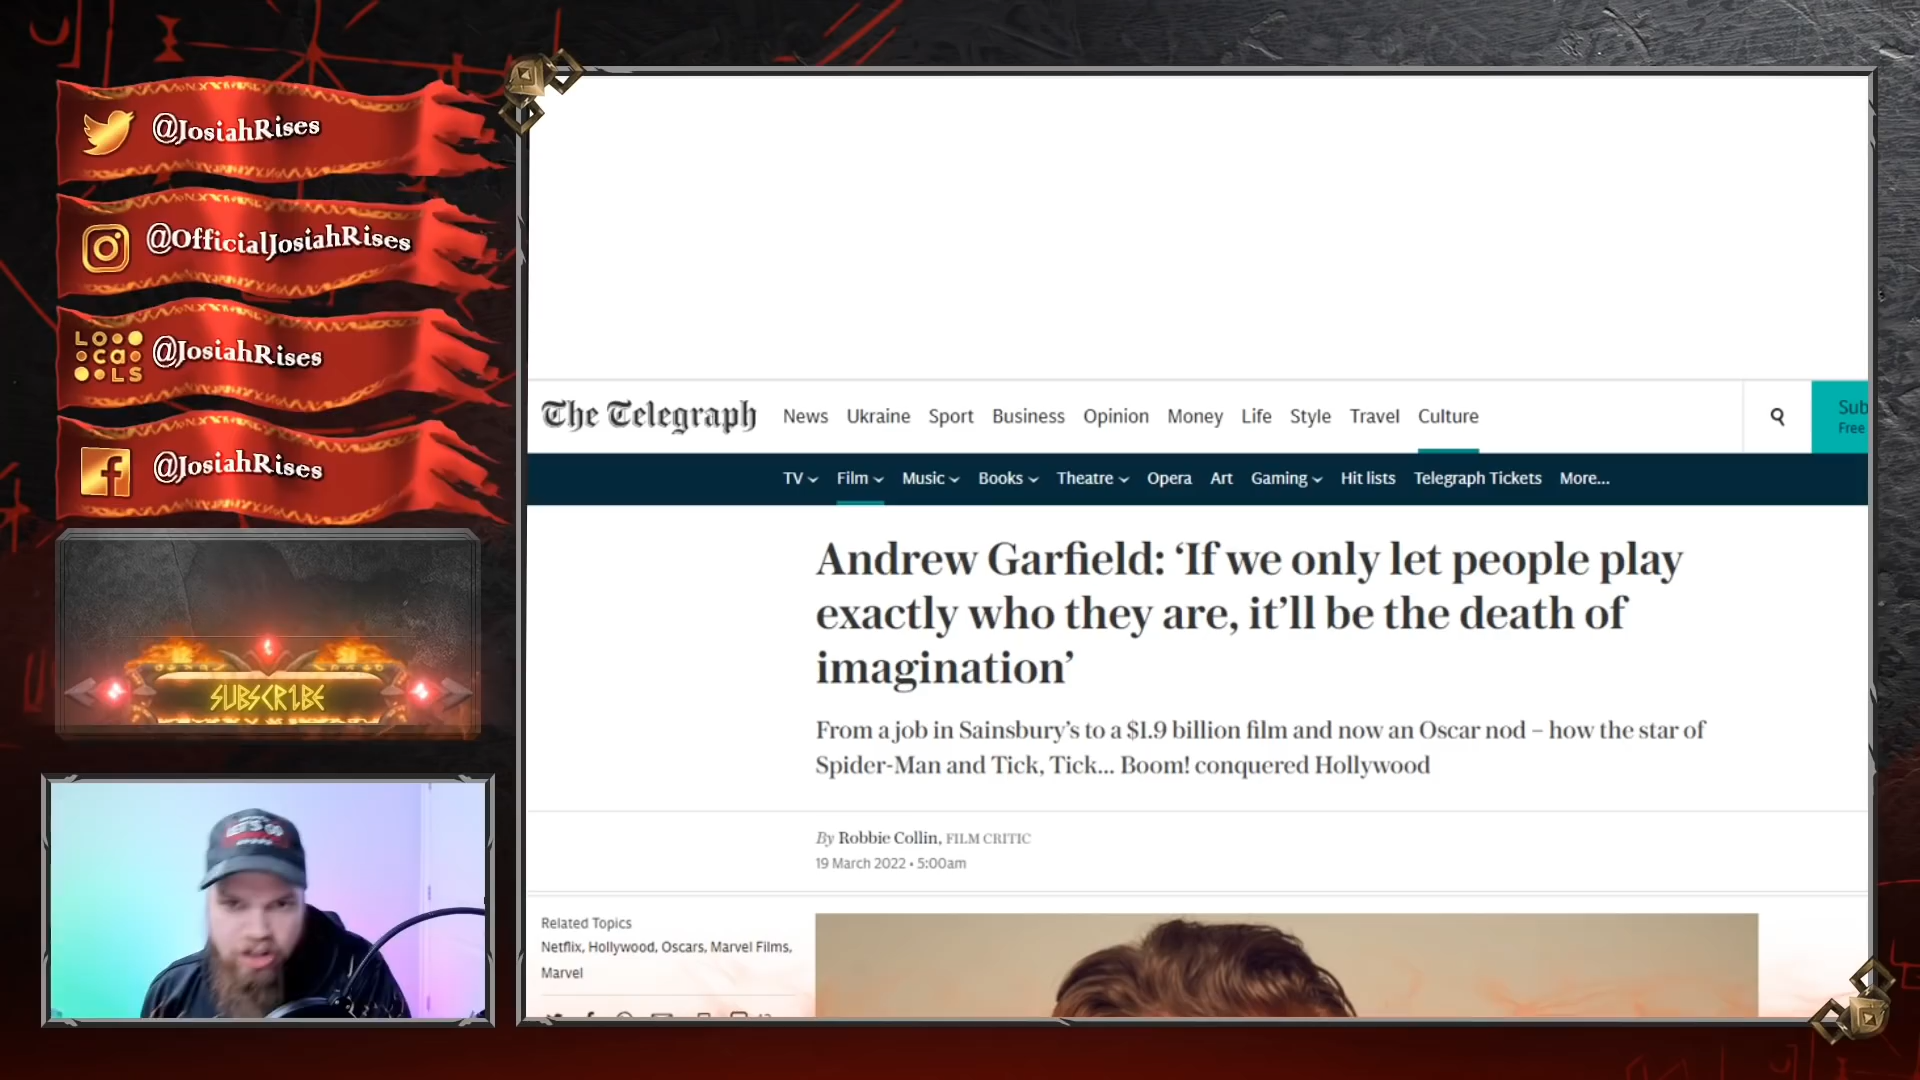 @JosiahRises
@OfficialJosiahRises
LOCALS
@JosiahRises
@JosiahRises
SUBSCRIBE
LET'S GO
The Telegraph
News Ukraine Sport Business Opinion Money Life Style Travel Culture
Sub
Free
TV Film Music Books Theatre Opera Art Gaming Hit lists Telegraph Tickets More...
Andrew Garfield: ‘If we only let people play
exactly who they are, it’ll be the death of
imagination’
From a job in Sainsbury’s to a $1.9 billion film and now an Oscar nod – how the star of
Spider-Man and Tick, Tick... Boom! conquered Hollywood
By Robbie Collin, FILM CRITIC
19 March 2022 • 5:00am
Related Topics
Netflix, Hollywood, Oscars, Marvel Films,
Marvel